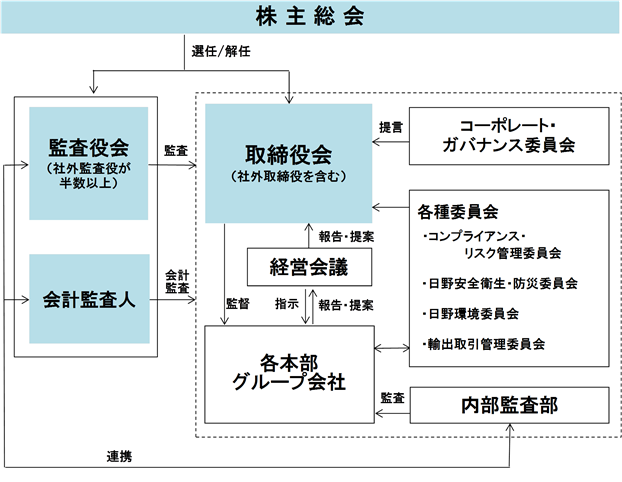 株主総会
選任/解任
監査役会
(社外監査役が
半数以上)
監査
取締役会
(社外取締役を含む)
提言
コーポレート・
ガバナンス委員会
各種委員会
・コンプライアンス・
リスク管理委員会
・日野安全衛生・防災委員会
・日野環境委員会
・輸出取引管理委員会
報告・提案
経営会議
会計監査人
会計
監査
監督
指示
報告・提案
各本部
グループ会社
監査
内部監査部
連携